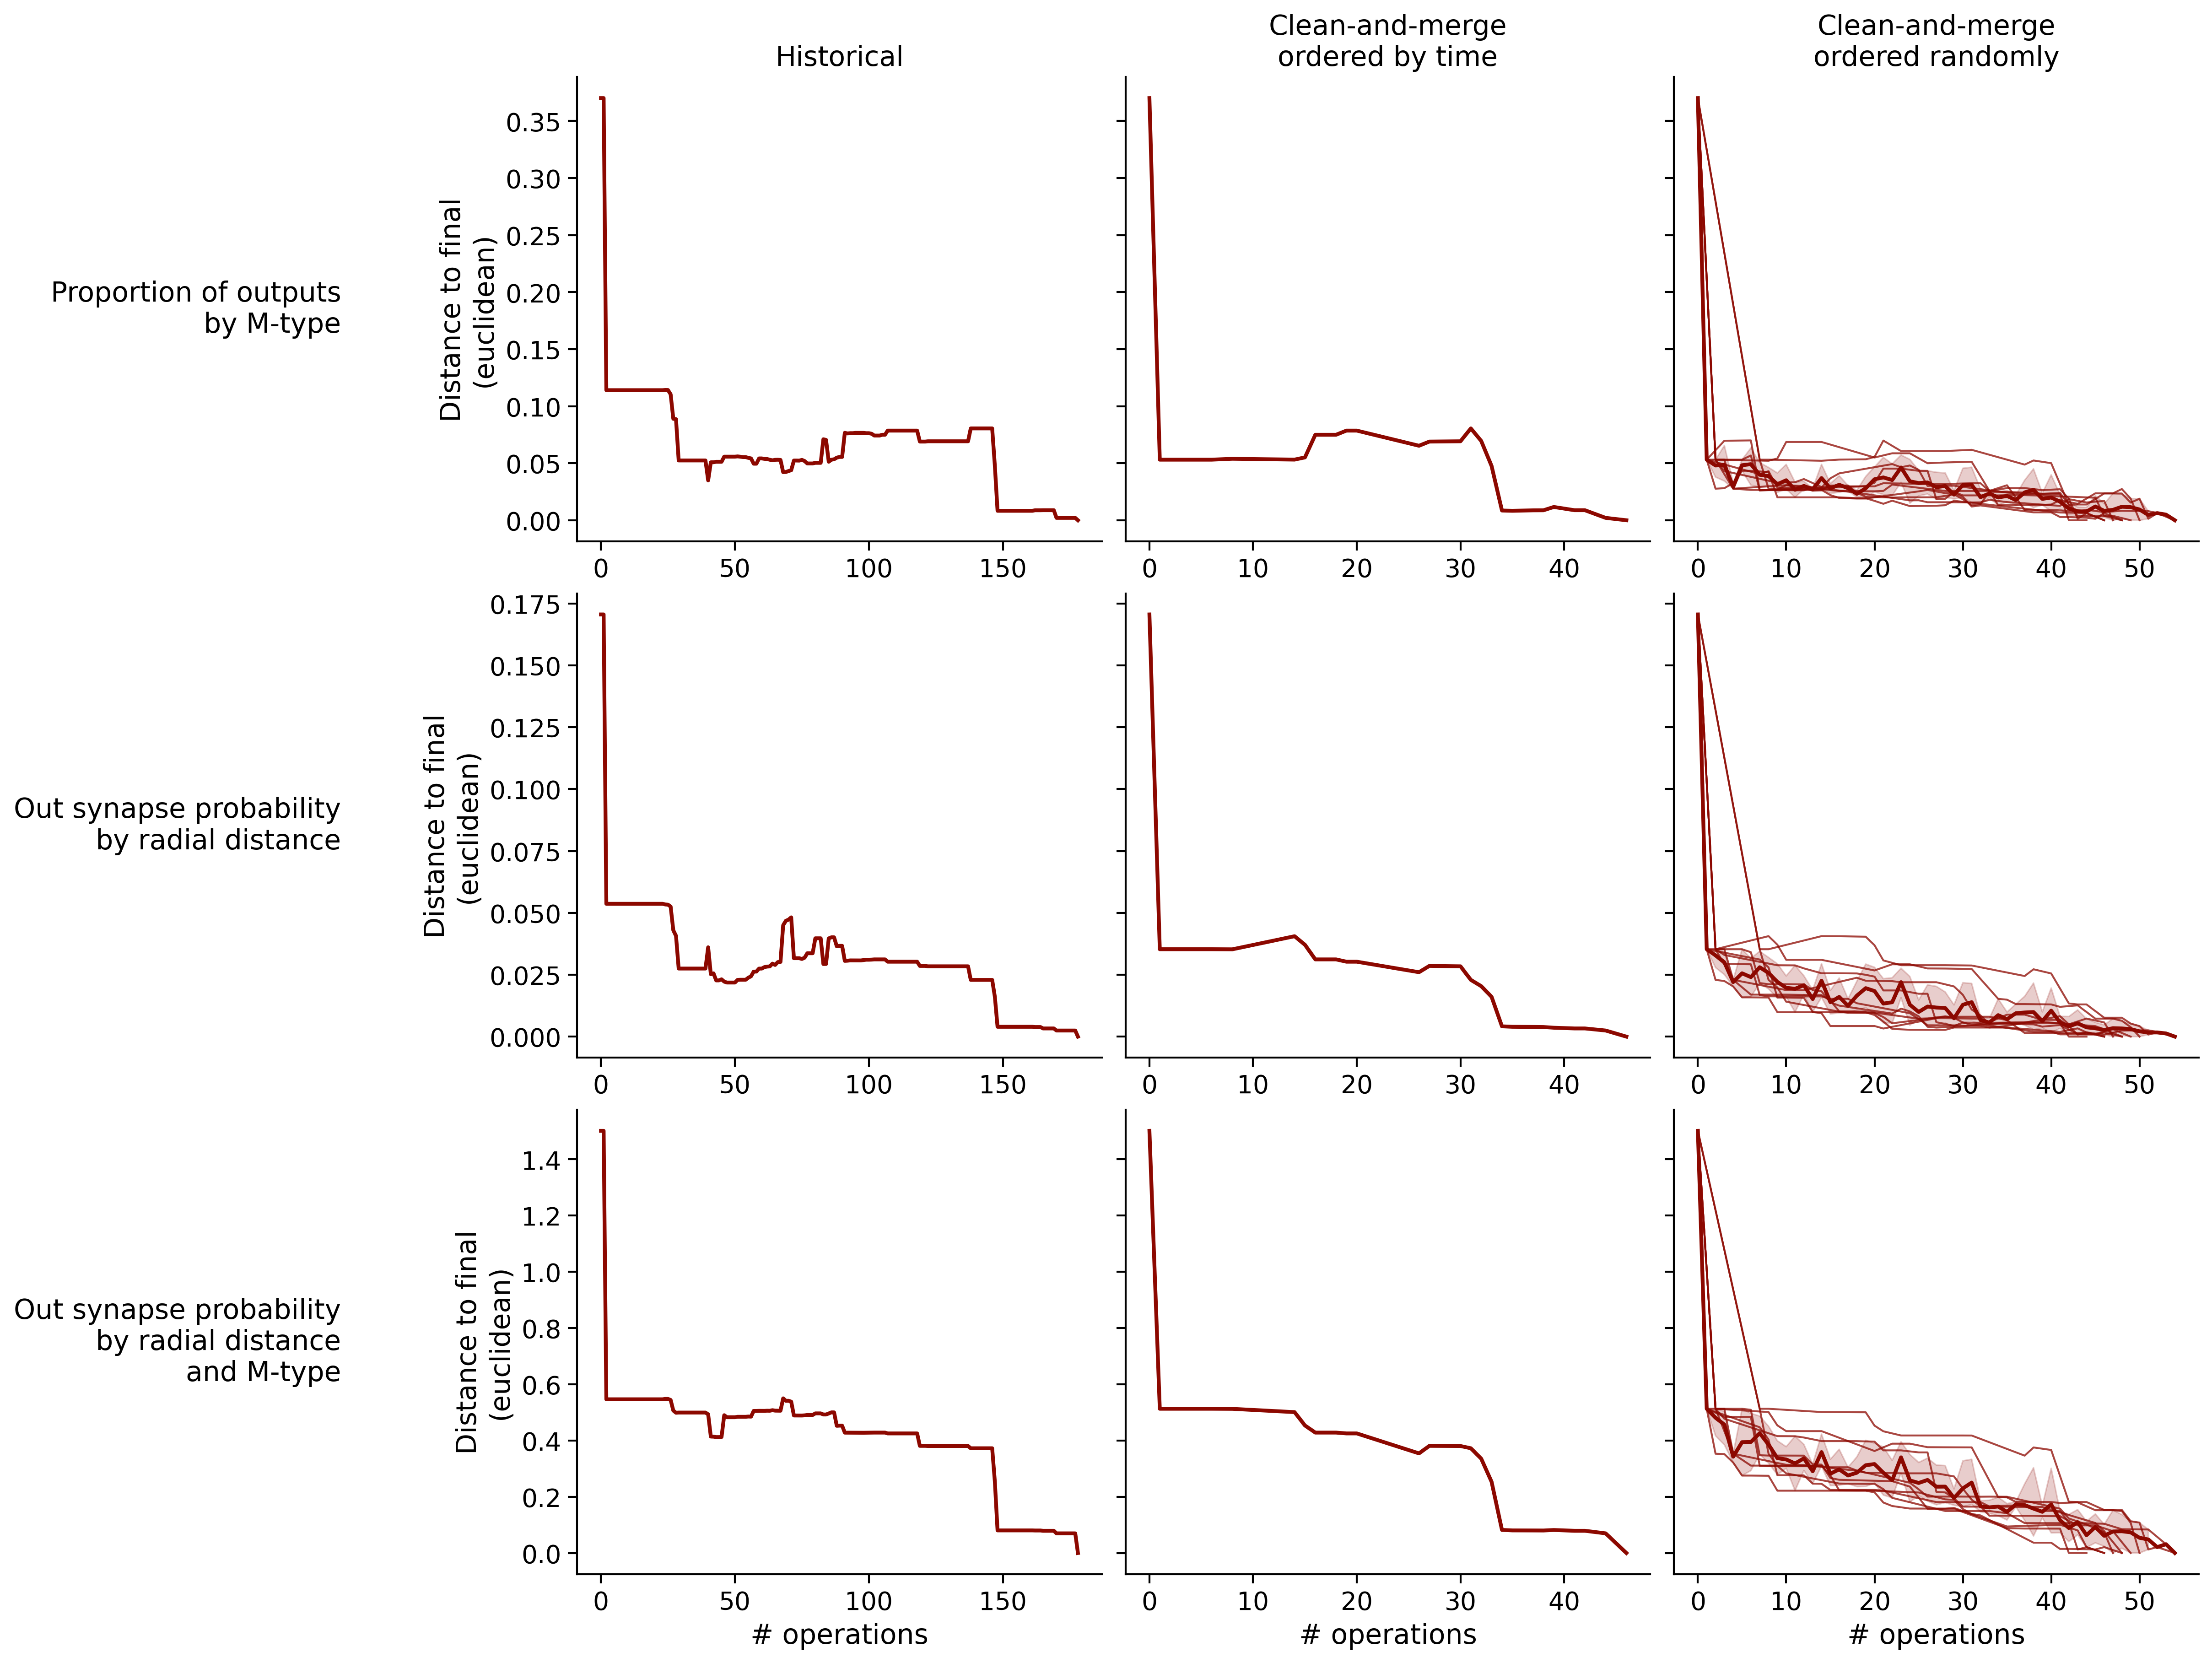 Historical
Clean-and-merge
ordered by time
Clean-and-merge
ordered randomly
Proportion of outputs
by M-type
Distance to final
(euclidean)
0.35
0.30
0.25
0.20
0.15
0.10
0.05
0.00
0 50 100 150
0 10 20 30 40
0 10 20 30 40 50
Out synapse probability
by radial distance
Distance to final
(euclidean)
0.175
0.150
0.125
0.100
0.075
0.050
0.025
0.000
0 50 100 150
0 10 20 30 40
0 10 20 30 40 50
Out synapse probability
by radial distance
and M-type
Distance to final
(euclidean)
1.4
1.2
1.0
0.8
0.6
0.4
0.2
0.0
0 50 100 150
0 10 20 30 40
0 10 20 30 40 50
# operations
# operations
# operations